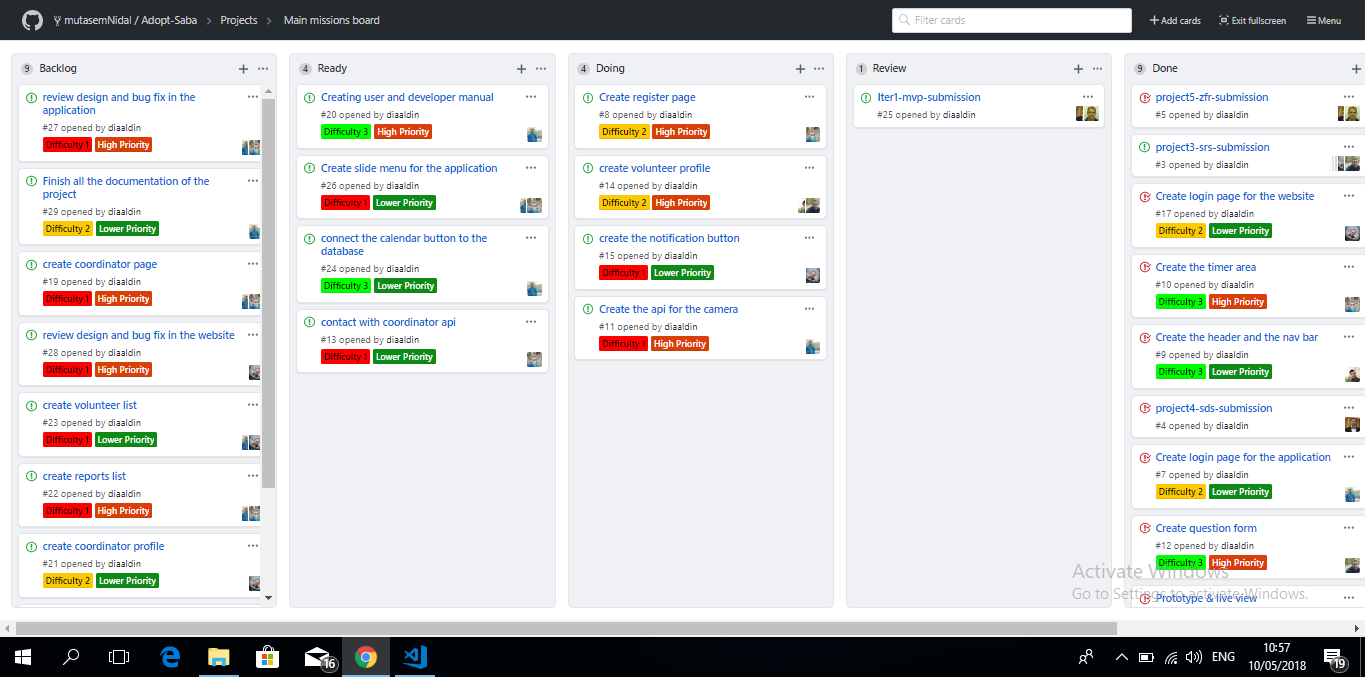 mutasemNidal / Adopt-Saba
Projects
Main missions board
Filter cards
Add cards
Exit fullscreen
Menu
9 Backlog
review design and bug fix in the
application
#27 opened by diaaldin
Difficulty 1 High Priority
Finish all the documentation of the
project
#29 opened by diaaldin
Difficulty 2 Lower Priority
create coordinator page
#19 opened by diaaldin
Difficulty 1 High Priority
review design and bug fix in the website
#28 opened by diaaldin
Difficulty 1 High Priority
create volunteer list
#23 opened by diaaldin
Difficulty 1 Lower Priority
create reports list
#22 opened by diaaldin
Difficulty 1 High Priority
create coordinator profile
#21 opened by diaaldin
Difficulty 2 Lower Priority
4 Ready
Creating user and developer manual
#20 opened by diaaldin
Difficulty 3 High Priority
Create slide menu for the application
#26 opened by diaaldin
Difficulty 1 Lower Priority
connect the calendar button to the
database
#24 opened by diaaldin
Difficulty 3 Lower Priority
contact with coordinator api
#13 opened by diaaldin
Difficulty 1 Lower Priority
4 Doing
Create register page
#8 opened by diaaldin
Difficulty 2 High Priority
create volunteer profile
#14 opened by diaaldin
Difficulty 2 High Priority
create the notification button
#15 opened by diaaldin
Difficulty 1 Lower Priority
Create the api for the camera
#11 opened by diaaldin
Difficulty 1 High Priority
1 Review
Iter1-mvp-submission
#25 opened by diaaldin
9 Done
project5-zfr-submission
#5 opened by diaaldin
project3-srs-submission
#3 opened by diaaldin
Create login page for the website
#17 opened by diaaldin
Difficulty 2 Lower Priority
Create the timer area
#10 opened by diaaldin
Difficulty 3 High Priority
Create the header and the nav bar
#9 opened by diaaldin
Difficulty 3 Lower Priority
project4-sds-submission
#4 opened by diaaldin
Create login page for the application
#7 opened by diaaldin
Difficulty 2 Lower Priority
Create question form
#12 opened by diaaldin
Difficulty 3 High Priority
Prototype & live view
Activate Windows
Go to Settings to activate Windows.
16
ENG
10:57
10/05/2018
19